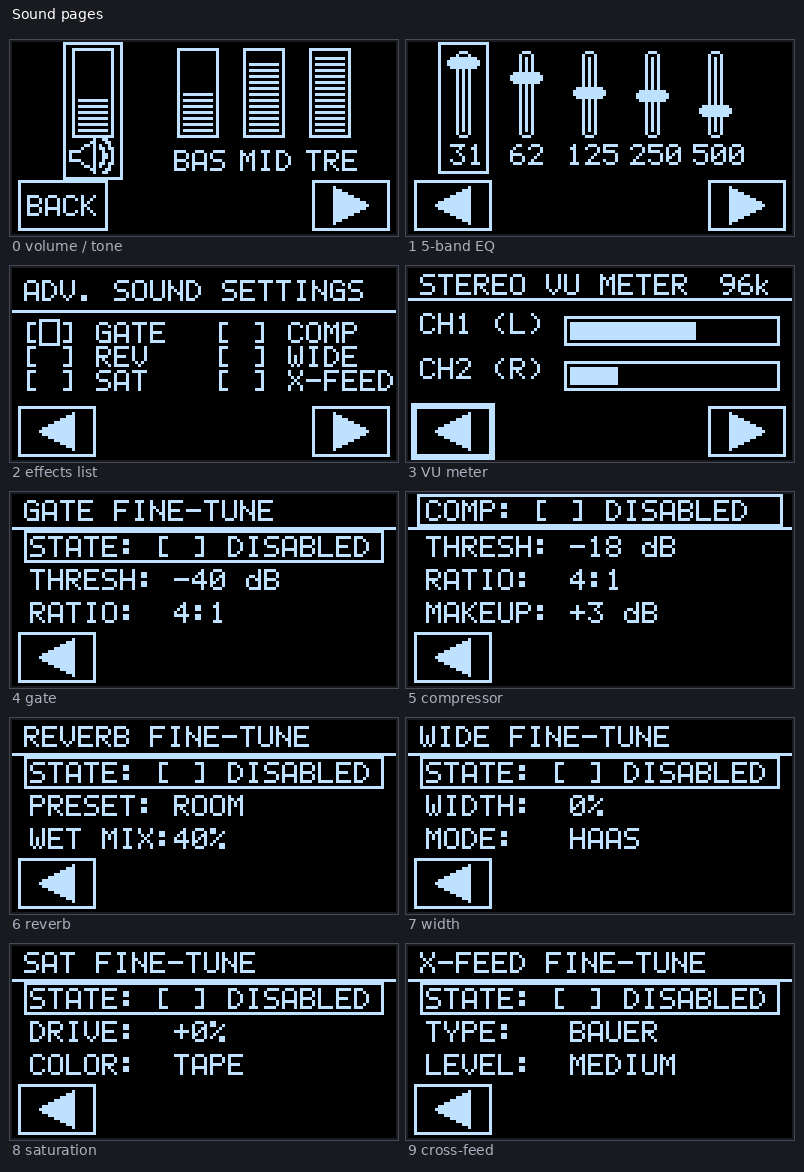 Sound pages
BAS MID TRE
BACK
0 volume / tone
31 62 125 250 500
1 5-band EQ
ADV. SOUND SETTINGS
[ ] GATE [ ] COMP
[ ] REV [ ] WIDE
[ ] SAT [ ] X-FEED
2 effects list
STEREO VU METER 96k
CH1 (L)
CH2 (R)
3 VU meter
GATE FINE-TUNE
STATE: [ ] DISABLED
THRESH: -40 dB
RATIO: 4:1
4 gate
COMP: [ ] DISABLED
THRESH: -18 dB
RATIO: 4:1
MAKEUP: +3 dB
5 compressor
REVERB FINE-TUNE
STATE: [ ] DISABLED
PRESET: ROOM
WET MIX:40%
6 reverb
WIDE FINE-TUNE
STATE: [ ] DISABLED
WIDTH: 0%
MODE: HAAS
7 width
SAT FINE-TUNE
STATE: [ ] DISABLED
DRIVE: +0%
COLOR: TAPE
8 saturation
X-FEED FINE-TUNE
STATE: [ ] DISABLED
TYPE: BAUER
LEVEL: MEDIUM
9 cross-feed